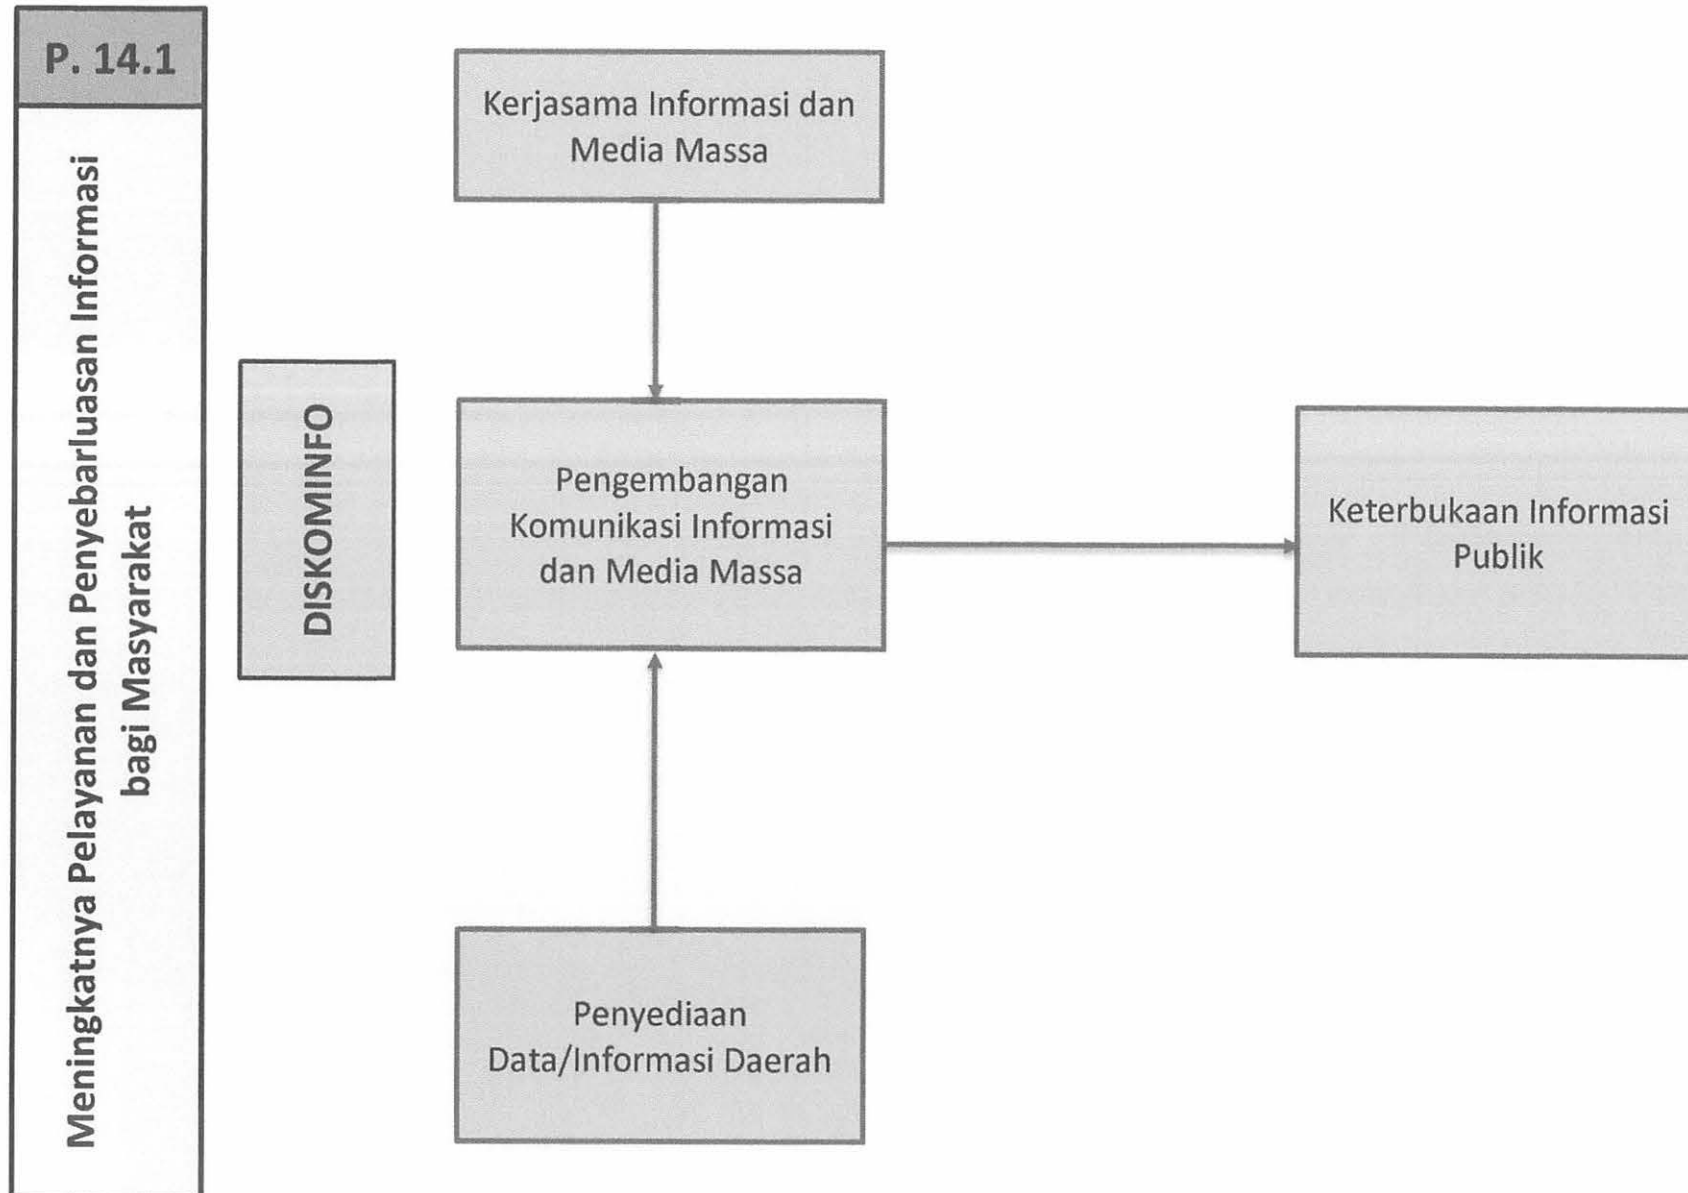 P. 14.1
Meningkatnya Pelayanan dan Penyebarluasan Informasi
bagi Masyarakat
DISKOMINFO
Kerjasama Informasi dan
Media Massa
Pengembangan
Komunikasi Informasi
dan Media Massa
Keterbukaan Informasi
Publik
Penyediaan
Data/Informasi Daerah